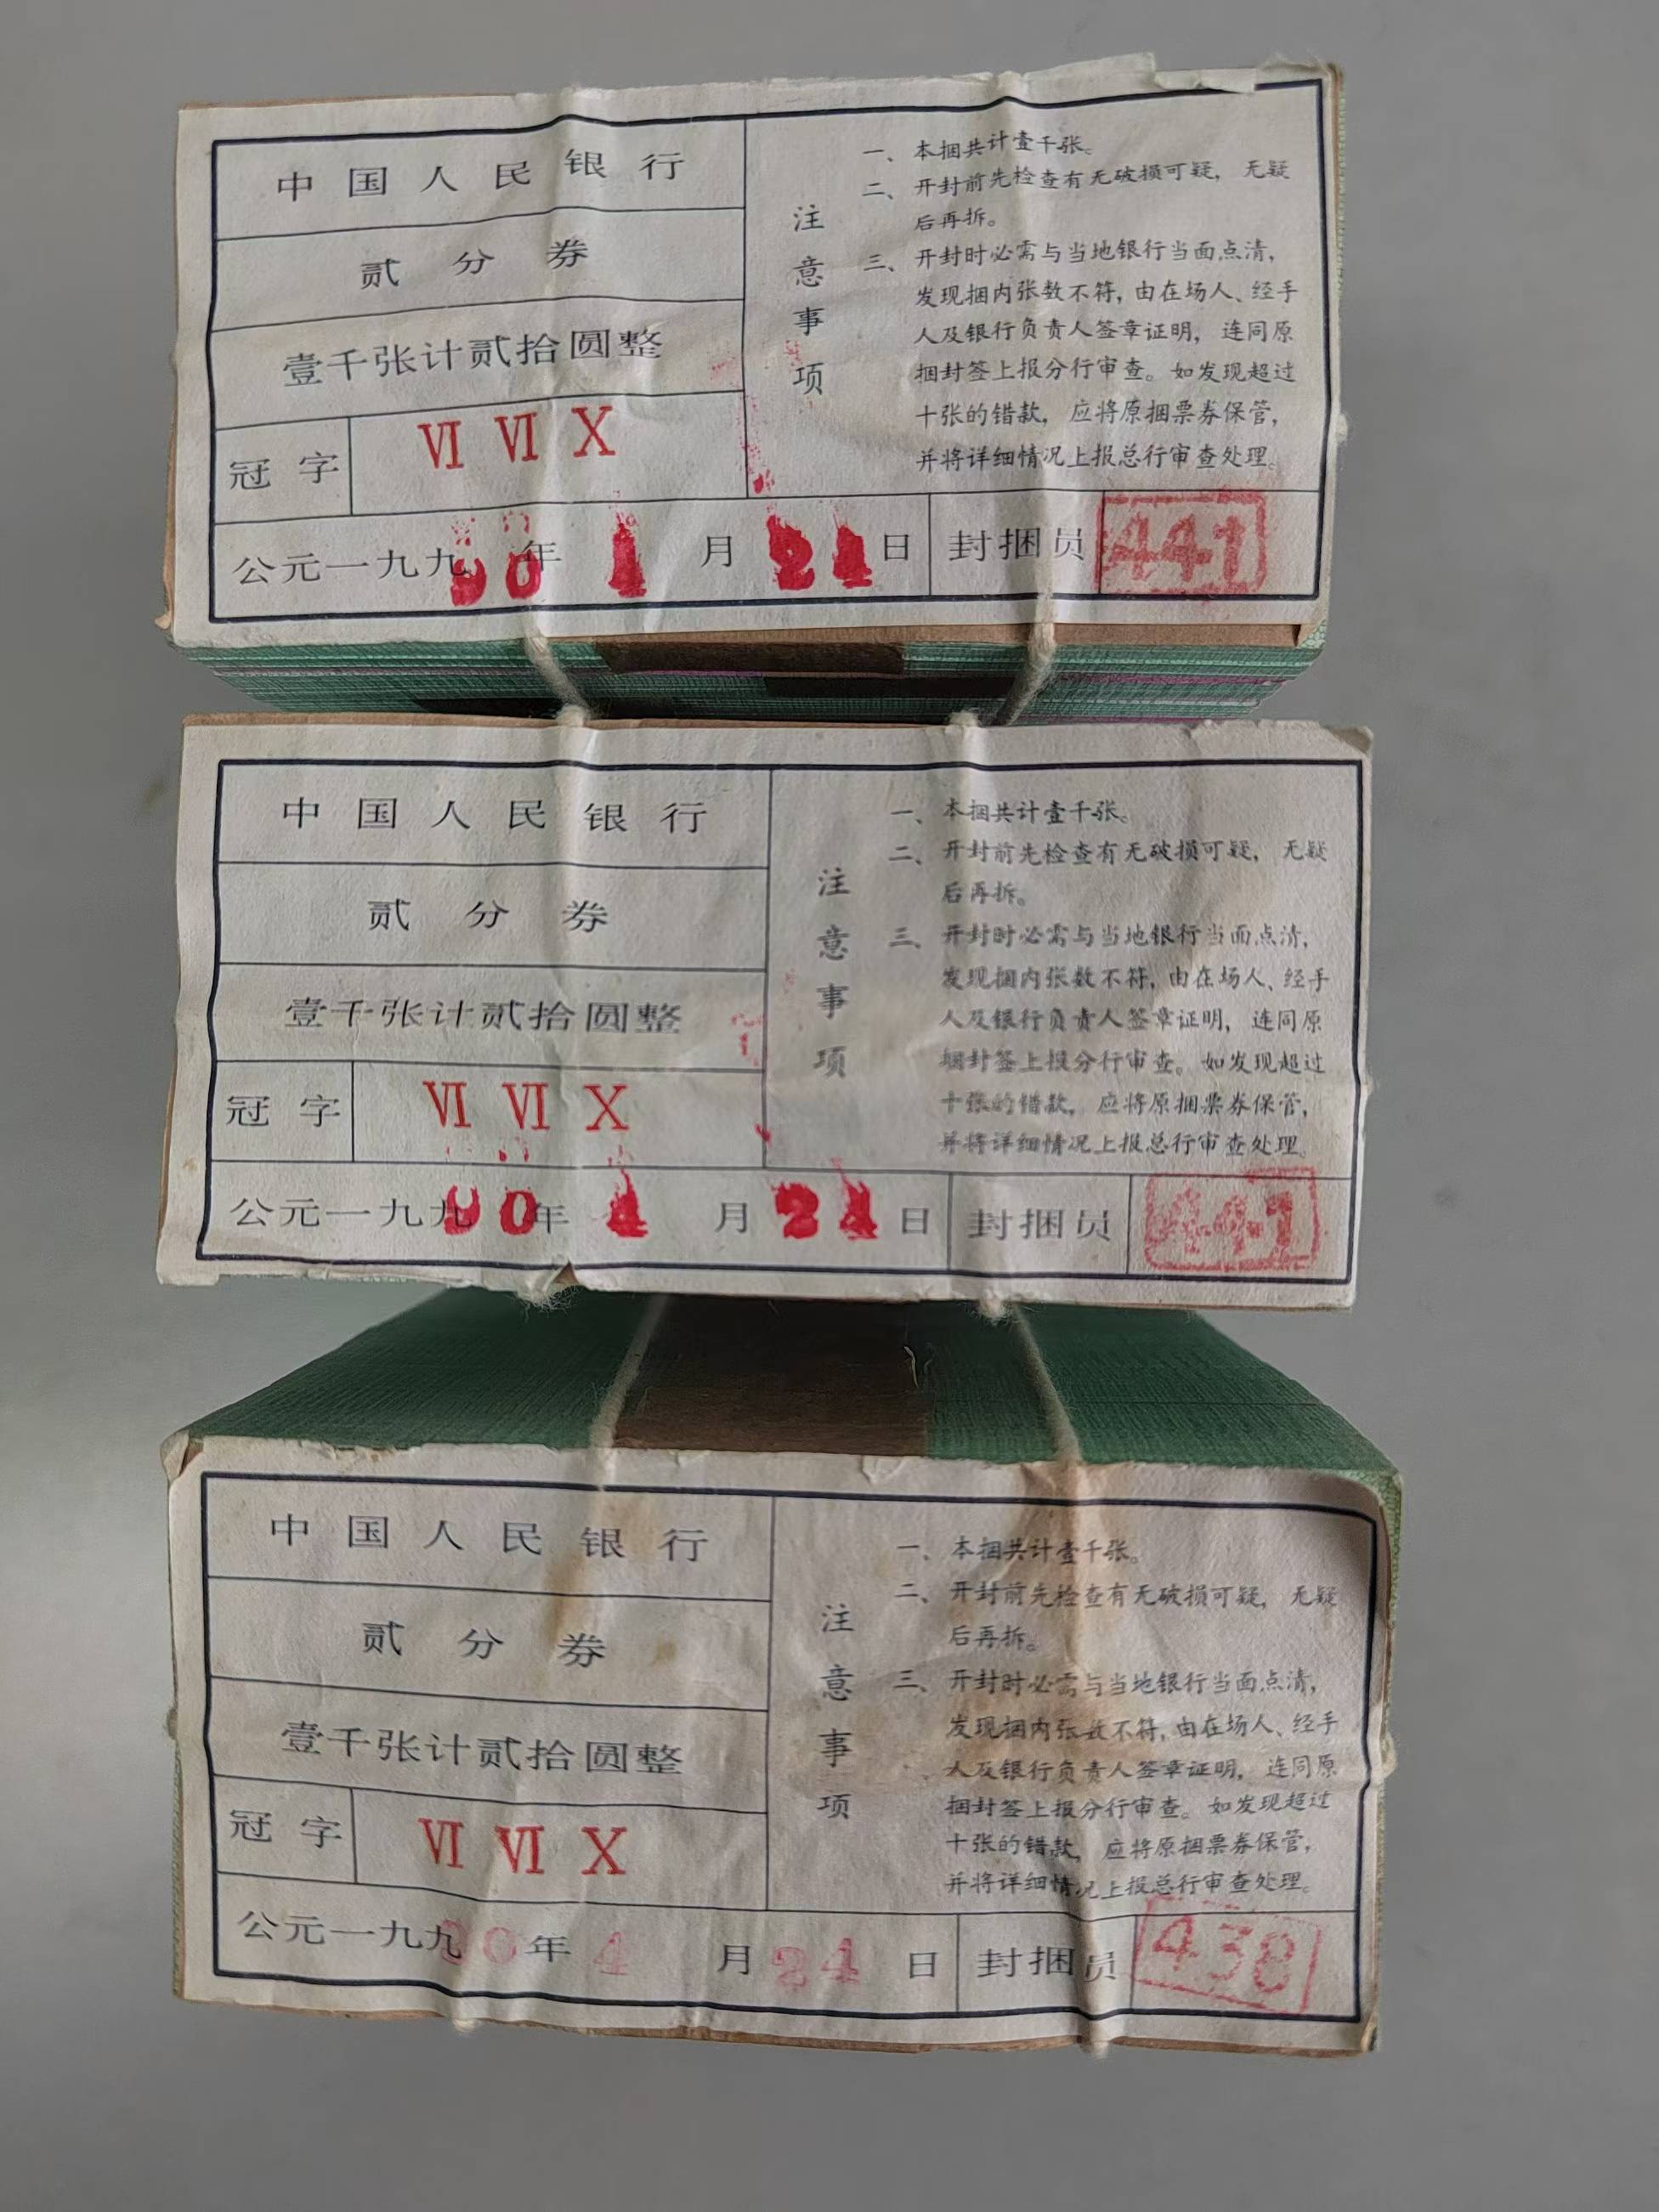 中国人民银行
贰分券
壹千张计贰拾圆整
冠字 ⅥⅥⅩ
公元一九九90年1月21日 封捆员 441
注意事项
一、本捆共计壹千张。
二、开封前先检查有无破损可疑，无疑
后再拆。
三、开封时必需与当地银行当面点清，
发现捆内张数不符，由在场人、经手
人及银行负责人签章证明，连同原
捆封签上报分行审查。如发现超过
十张的错款，应将原捆票券保管，
并将详细情况上报总行审查处理。
中国人民银行
贰分券
壹千张计贰拾圆整
冠字 ⅥⅥⅩ
公元一九九90年4月24日 封捆员 441
注意事项
一、本捆共计壹千张。
二、开封前先检查有无破损可疑，无疑
后再拆。
三、开封时必需与当地银行当面点清，
发现捆内张数不符，由在场人、经手
人及银行负责人签章证明，连同原
捆封签上报分行审查。如发现超过
十张的错款，应将原捆票券保管，
并将详细情况上报总行审查处理。
中国人民银行
贰分券
壹千张计贰拾圆整
冠字 ⅥⅥⅩ
公元一九九90年4月24日 封捆员 438
注意事项
一、本捆共计壹千张。
二、开封前先检查有无破损可疑，无疑
后再拆。
三、开封时必需与当地银行当面点清，
发现捆内张数不符，由在场人、经手
人及银行负责人签章证明，连同原
捆封签上报分行审查。如发现超过
十张的错款，应将原捆票券保管，
并将详细情况上报总行审查处理。